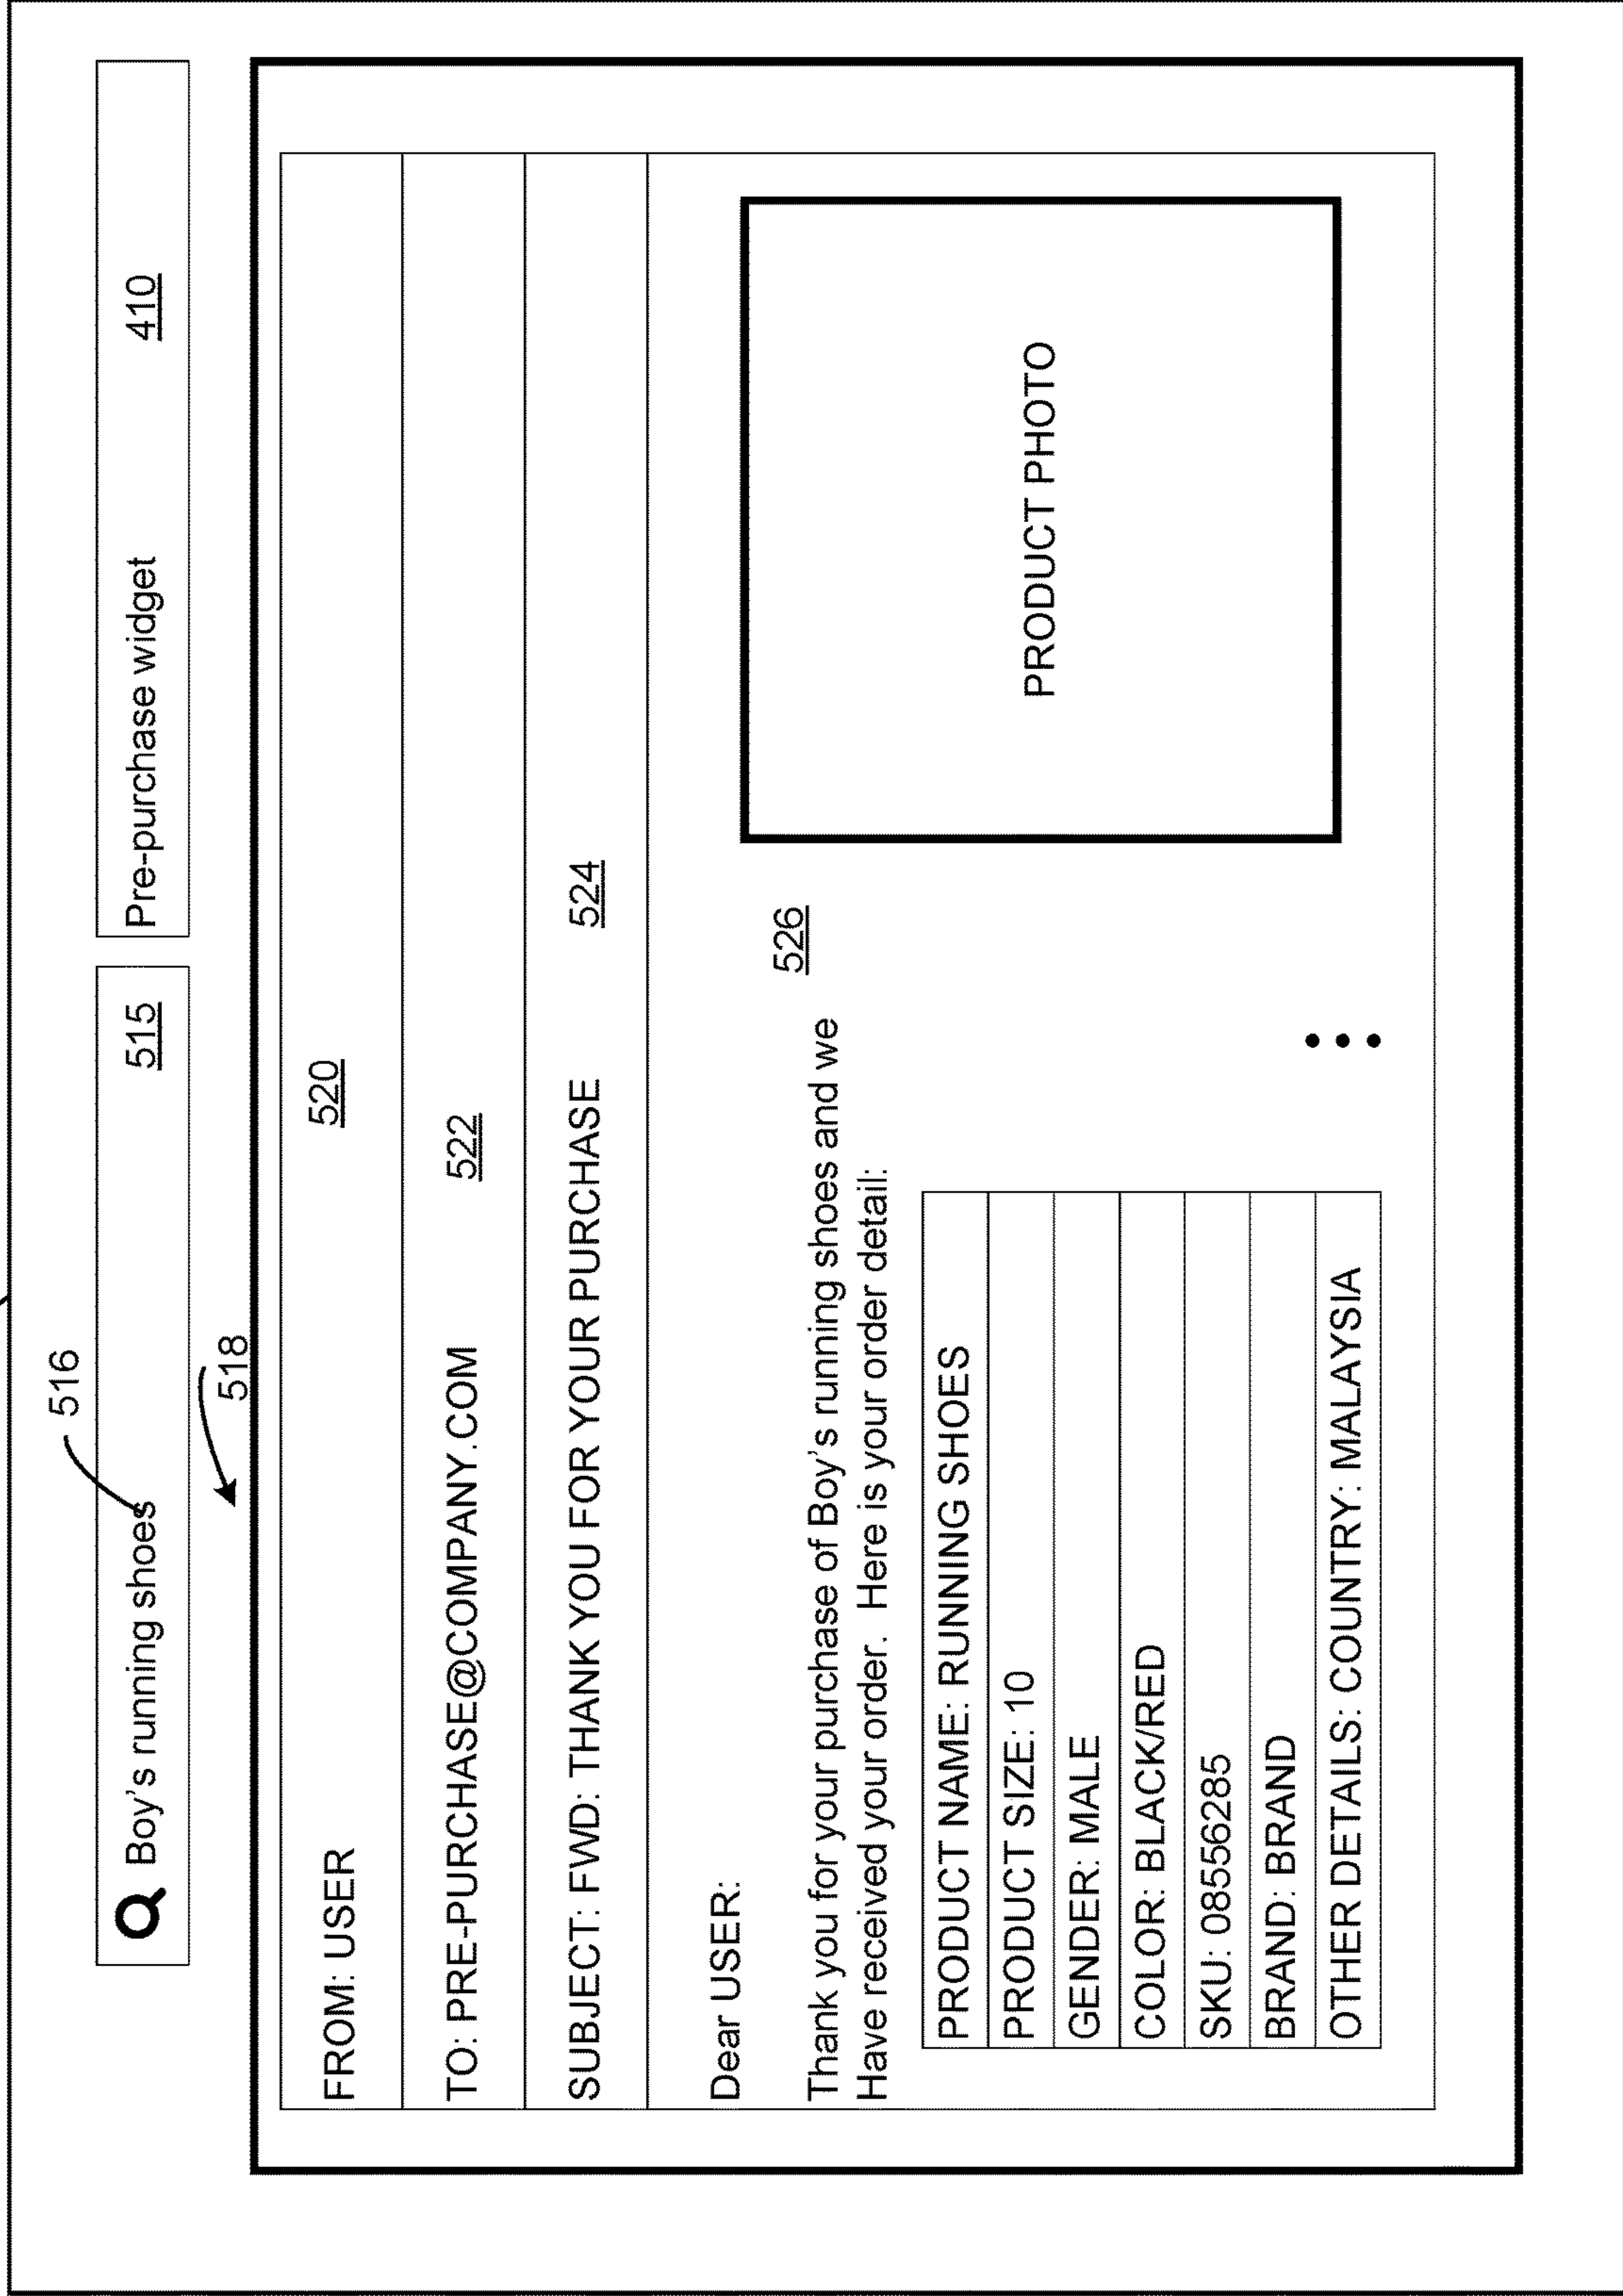 516
Boy's running shoes 515
Pre-purchase widget 410
518
FROM: USER 520
TO: PRE-PURCHASE@COMPANY.COM 522
SUBJECT: FWD: THANK YOU FOR YOUR PURCHASE 524
Dear USER:
526
Thank you for your purchase of Boy's running shoes and we
Have received your order. Here is your order detail:
PRODUCT NAME: RUNNING SHOES
PRODUCT SIZE: 10
GENDER: MALE
COLOR: BLACK/RED
SKU: 08556285
BRAND: BRAND
OTHER DETAILS: COUNTRY: MALAYSIA
PRODUCT PHOTO